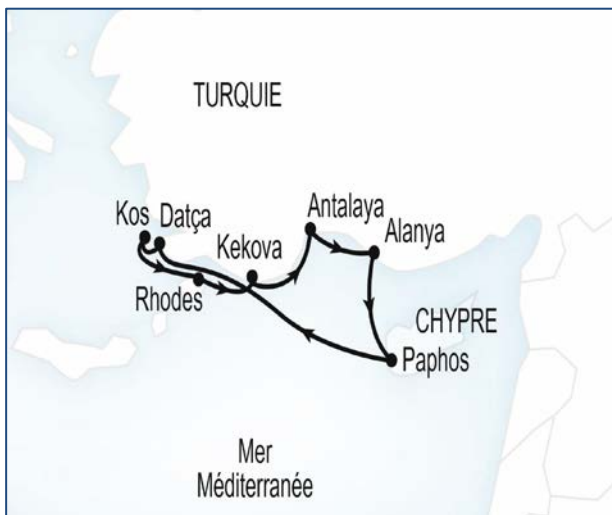 TURQUIE
Antalaya
Kos Datça
Alanya
Kekova
Rhodes
CHYPRE
Paphos
Mer
Méditerranée